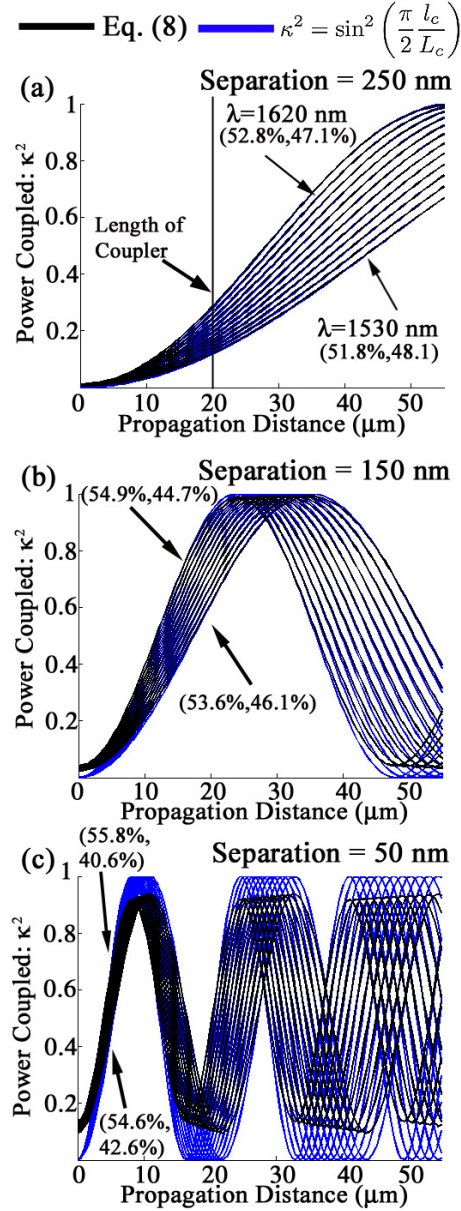 Eq. (8) κ² = sin² (π/2 l_c/L_c)
(a) Separation = 250 nm
Power Coupled: κ²
1
0.8
0.6
0.4
0.2
λ=1620 nm
(52.8%,47.1%)
Length of
Coupler
λ=1530 nm
(51.8%,48.1)
0 10 20 30 40 50
Propagation Distance (μm)
(b) Separation = 150 nm
Power Coupled: κ²
1
0.8
0.6
0.4
0.2
(54.9%,44.7%)
(53.6%,46.1%)
0 10 20 30 40 50
Propagation Distance (μm)
(55.8%,
40.6%)
(c) Separation = 50 nm
Power Coupled: κ²
1
0.8
0.6
0.4
0.2
(54.6%,
42.6%)
0 10 20 30 40 50
Propagation Distance (μm)